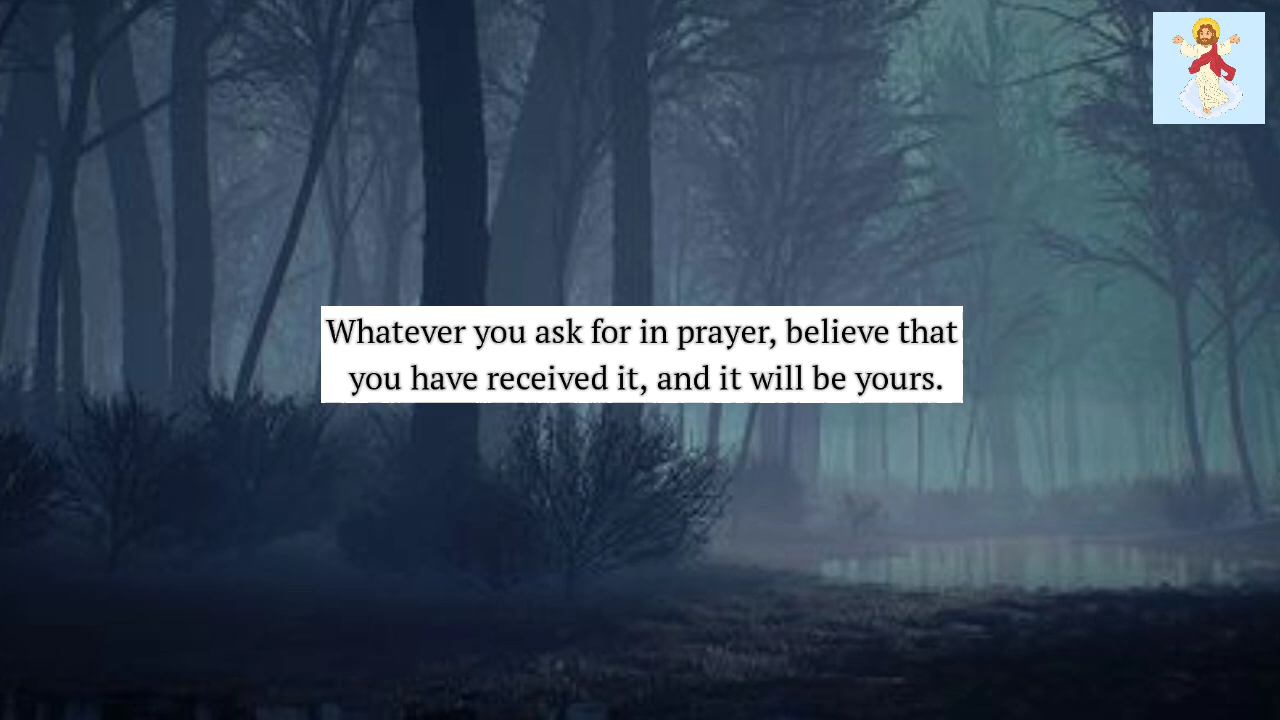 Whatever you ask for in prayer, believe that
you have received it, and it will be yours.